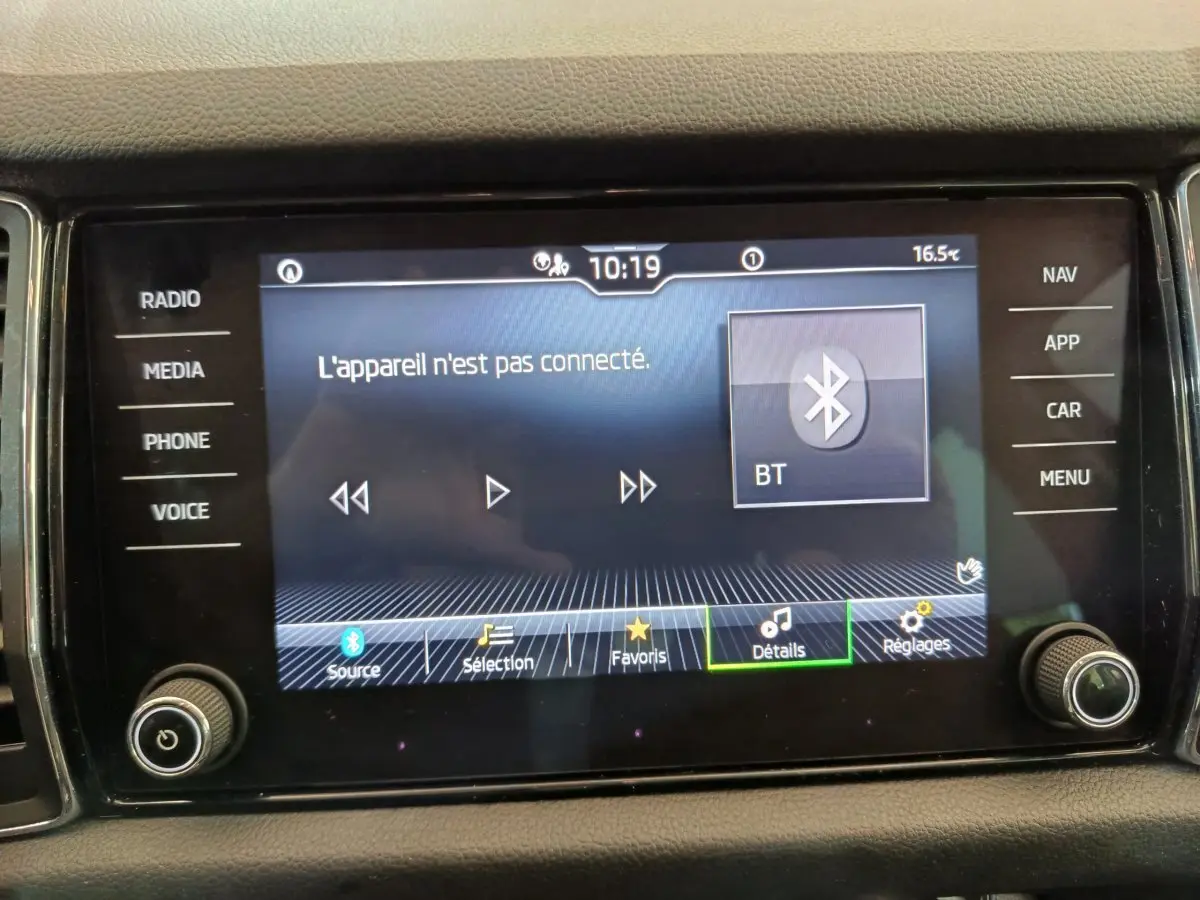 10:19
1
16.5°C
RADIO
MEDIA
PHONE
VOICE
L'appareil n'est pas connecté.
BT
NAV
APP
CAR
MENU
Source
Sélection
Favoris
Détails
Réglages